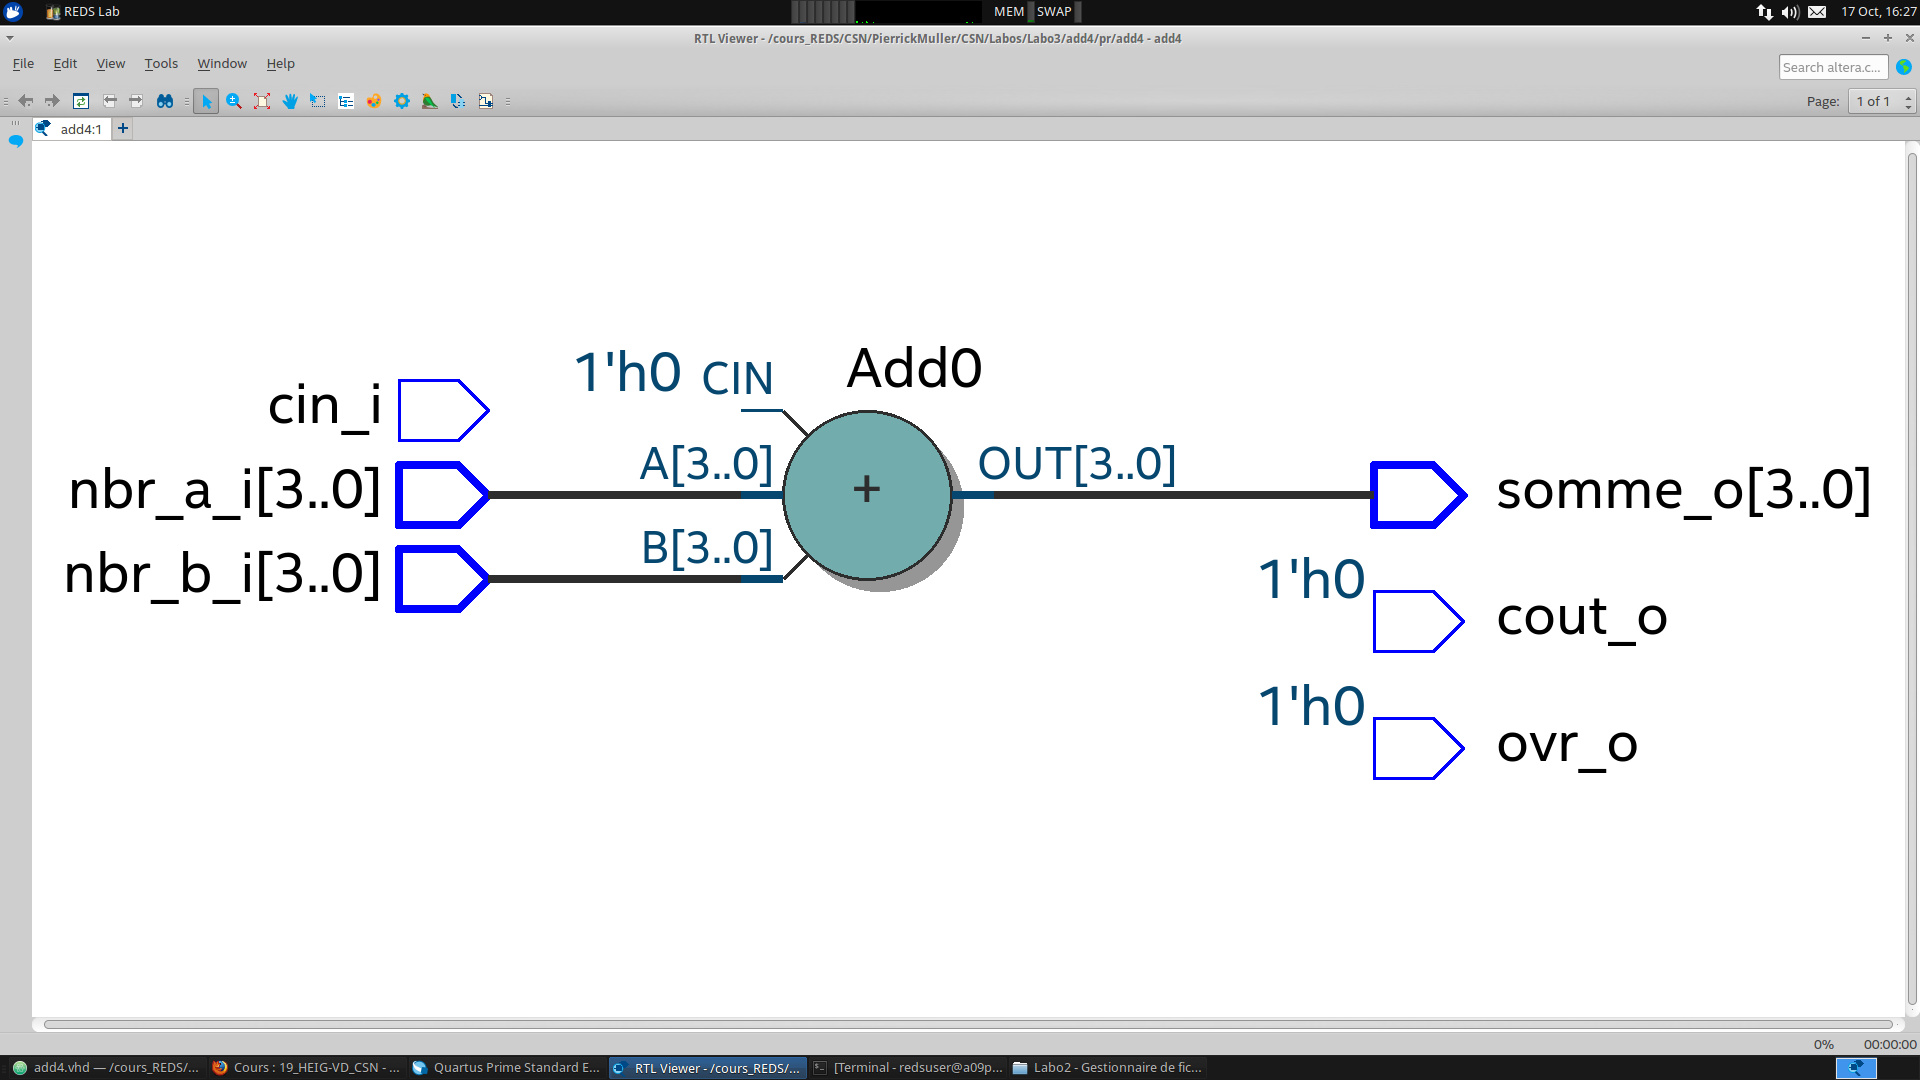 REDS Lab
MEM SWAP
17 Oct, 16:27
RTL Viewer - /cours_REDS/CSN/PierrickMuller/CSN/Labos/Labo3/add4/pr/add4 - add4
File Edit View Tools Window Help
Search altera.c...
Page: 1 of 1
add4:1
1'h0 CIN Add0
cin_i
A[3..0] OUT[3..0]
nbr_a_i[3..0] + somme_o[3..0]
B[3..0]
nbr_b_i[3..0]
1'h0
cout_o
1'h0
ovr_o
0% 00:00:00
add4.vhd — /cours_REDS/... Cours : 19_HEIG-VD_CSN - ... Quartus Prime Standard E... RTL Viewer - /cours_REDS/... [Terminal - redsuser@a09p... Labo2 - Gestionnaire de fic...